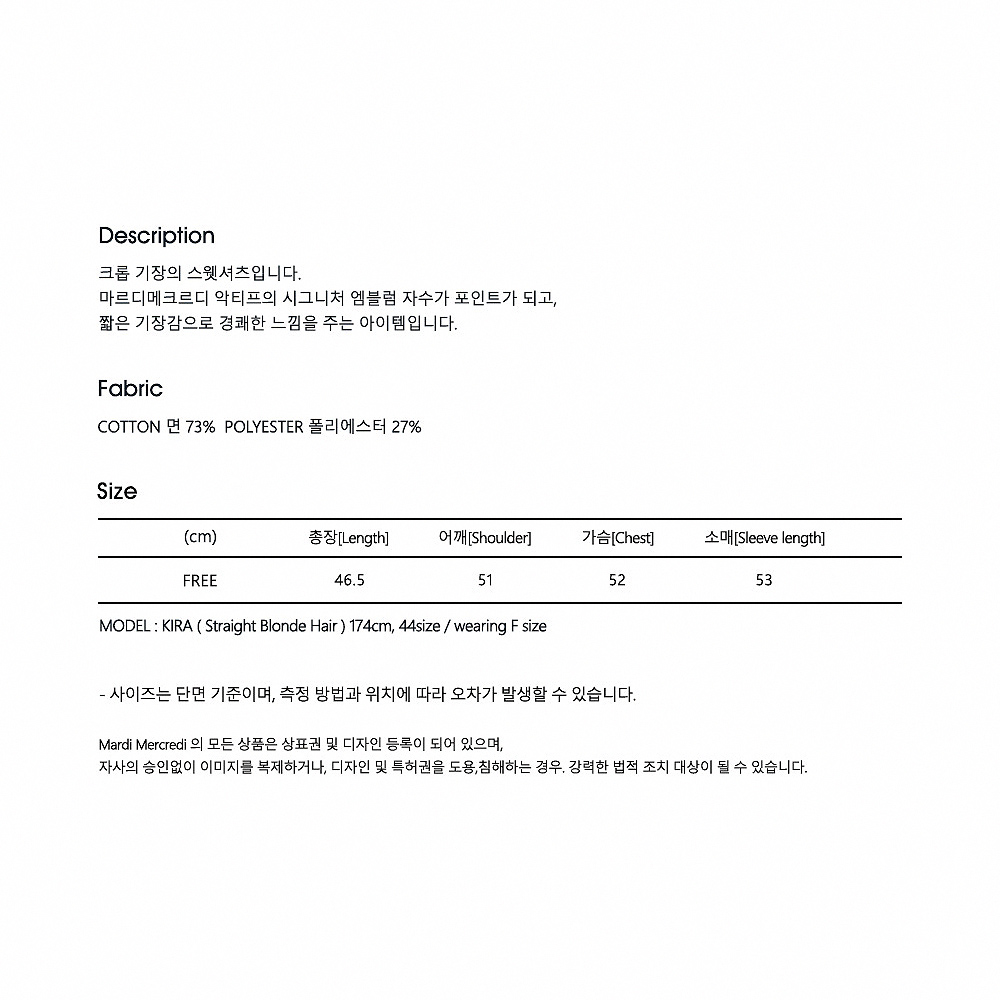 Description
크롭 기장의 스웻셔츠입니다.
마르디메크르디 악티프의 시그니처 엠블럼 자수가 포인트가 되고,
짧은 기장감으로 경쾌한 느낌을 주는 아이템입니다.
Fabric
COTTON 면 73% POLYESTER 폴리에스터 27%
Size
(cm) 총장[Length] 어깨[Shoulder] 가슴[Chest] 소매[Sleeve length]
FREE 46.5 51 52 53
MODEL : KIRA ( Straight Blonde Hair ) 174cm, 44size / wearing F size
- 사이즈는 단면 기준이며, 측정 방법과 위치에 따라 오차가 발생할 수 있습니다.
Mardi Mercredi 의 모든 상품은 상표권 및 디자인 등록이 되어 있으며,
자사의 승인없이 이미지를 복제하거나, 디자인 및 특허권을 도용,침해하는 경우. 강력한 법적 조치 대상이 될 수 있습니다.